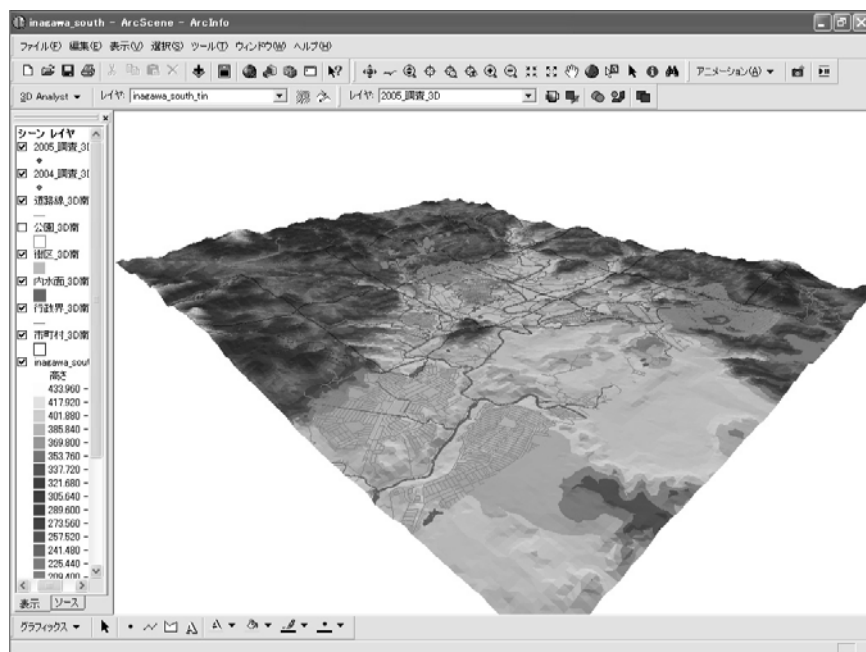 inagawa_south - ArcScene - ArcInfo
ファイル(F) 編集(E) 表示(V) 選択(S) ツール(T) ウィンドウ(W) ヘルプ(H)
アニメーション(A)
3D Analyst レイヤ: inagawa_south_tin レイヤ: 2005_調査_3D
シーン レイヤ
2005_調査_3D
2004_調査_3D
道路線_3D南
公園_3D南
街区_3D南
内水面_3D南
行政界_3D南
市町村_3D南
inagawa_sout
高さ
433.960 -
417.920 -
401.880 -
385.840 -
369.800 -
353.760 -
337.720 -
321.680 -
305.640 -
289.600 -
273.560 -
257.520 -
241.480 -
225.440 -
209.400 -
表示 ソース
グラフィックス